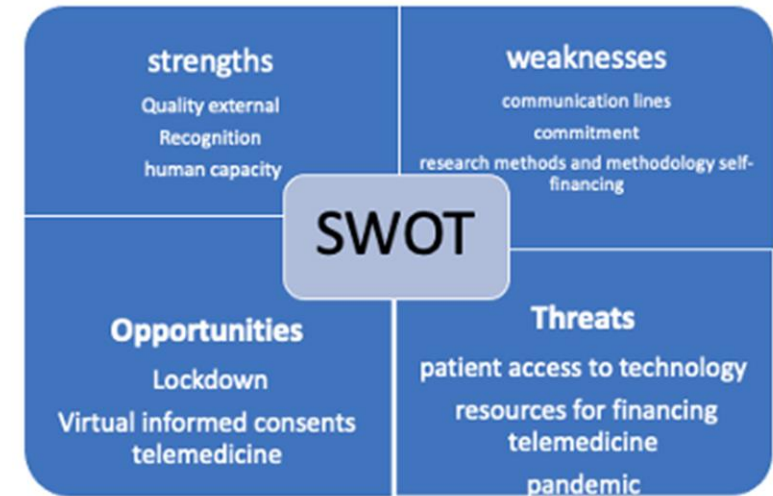 strengths
Quality external
Recognition
human capacity
weaknesses
communication lines
commitment
research methods and methodology self-
financing
SWOT
Opportunities
Lockdown
Virtual informed consents
telemedicine
Threats
patient access to technology
resources for financing
telemedicine
pandemic